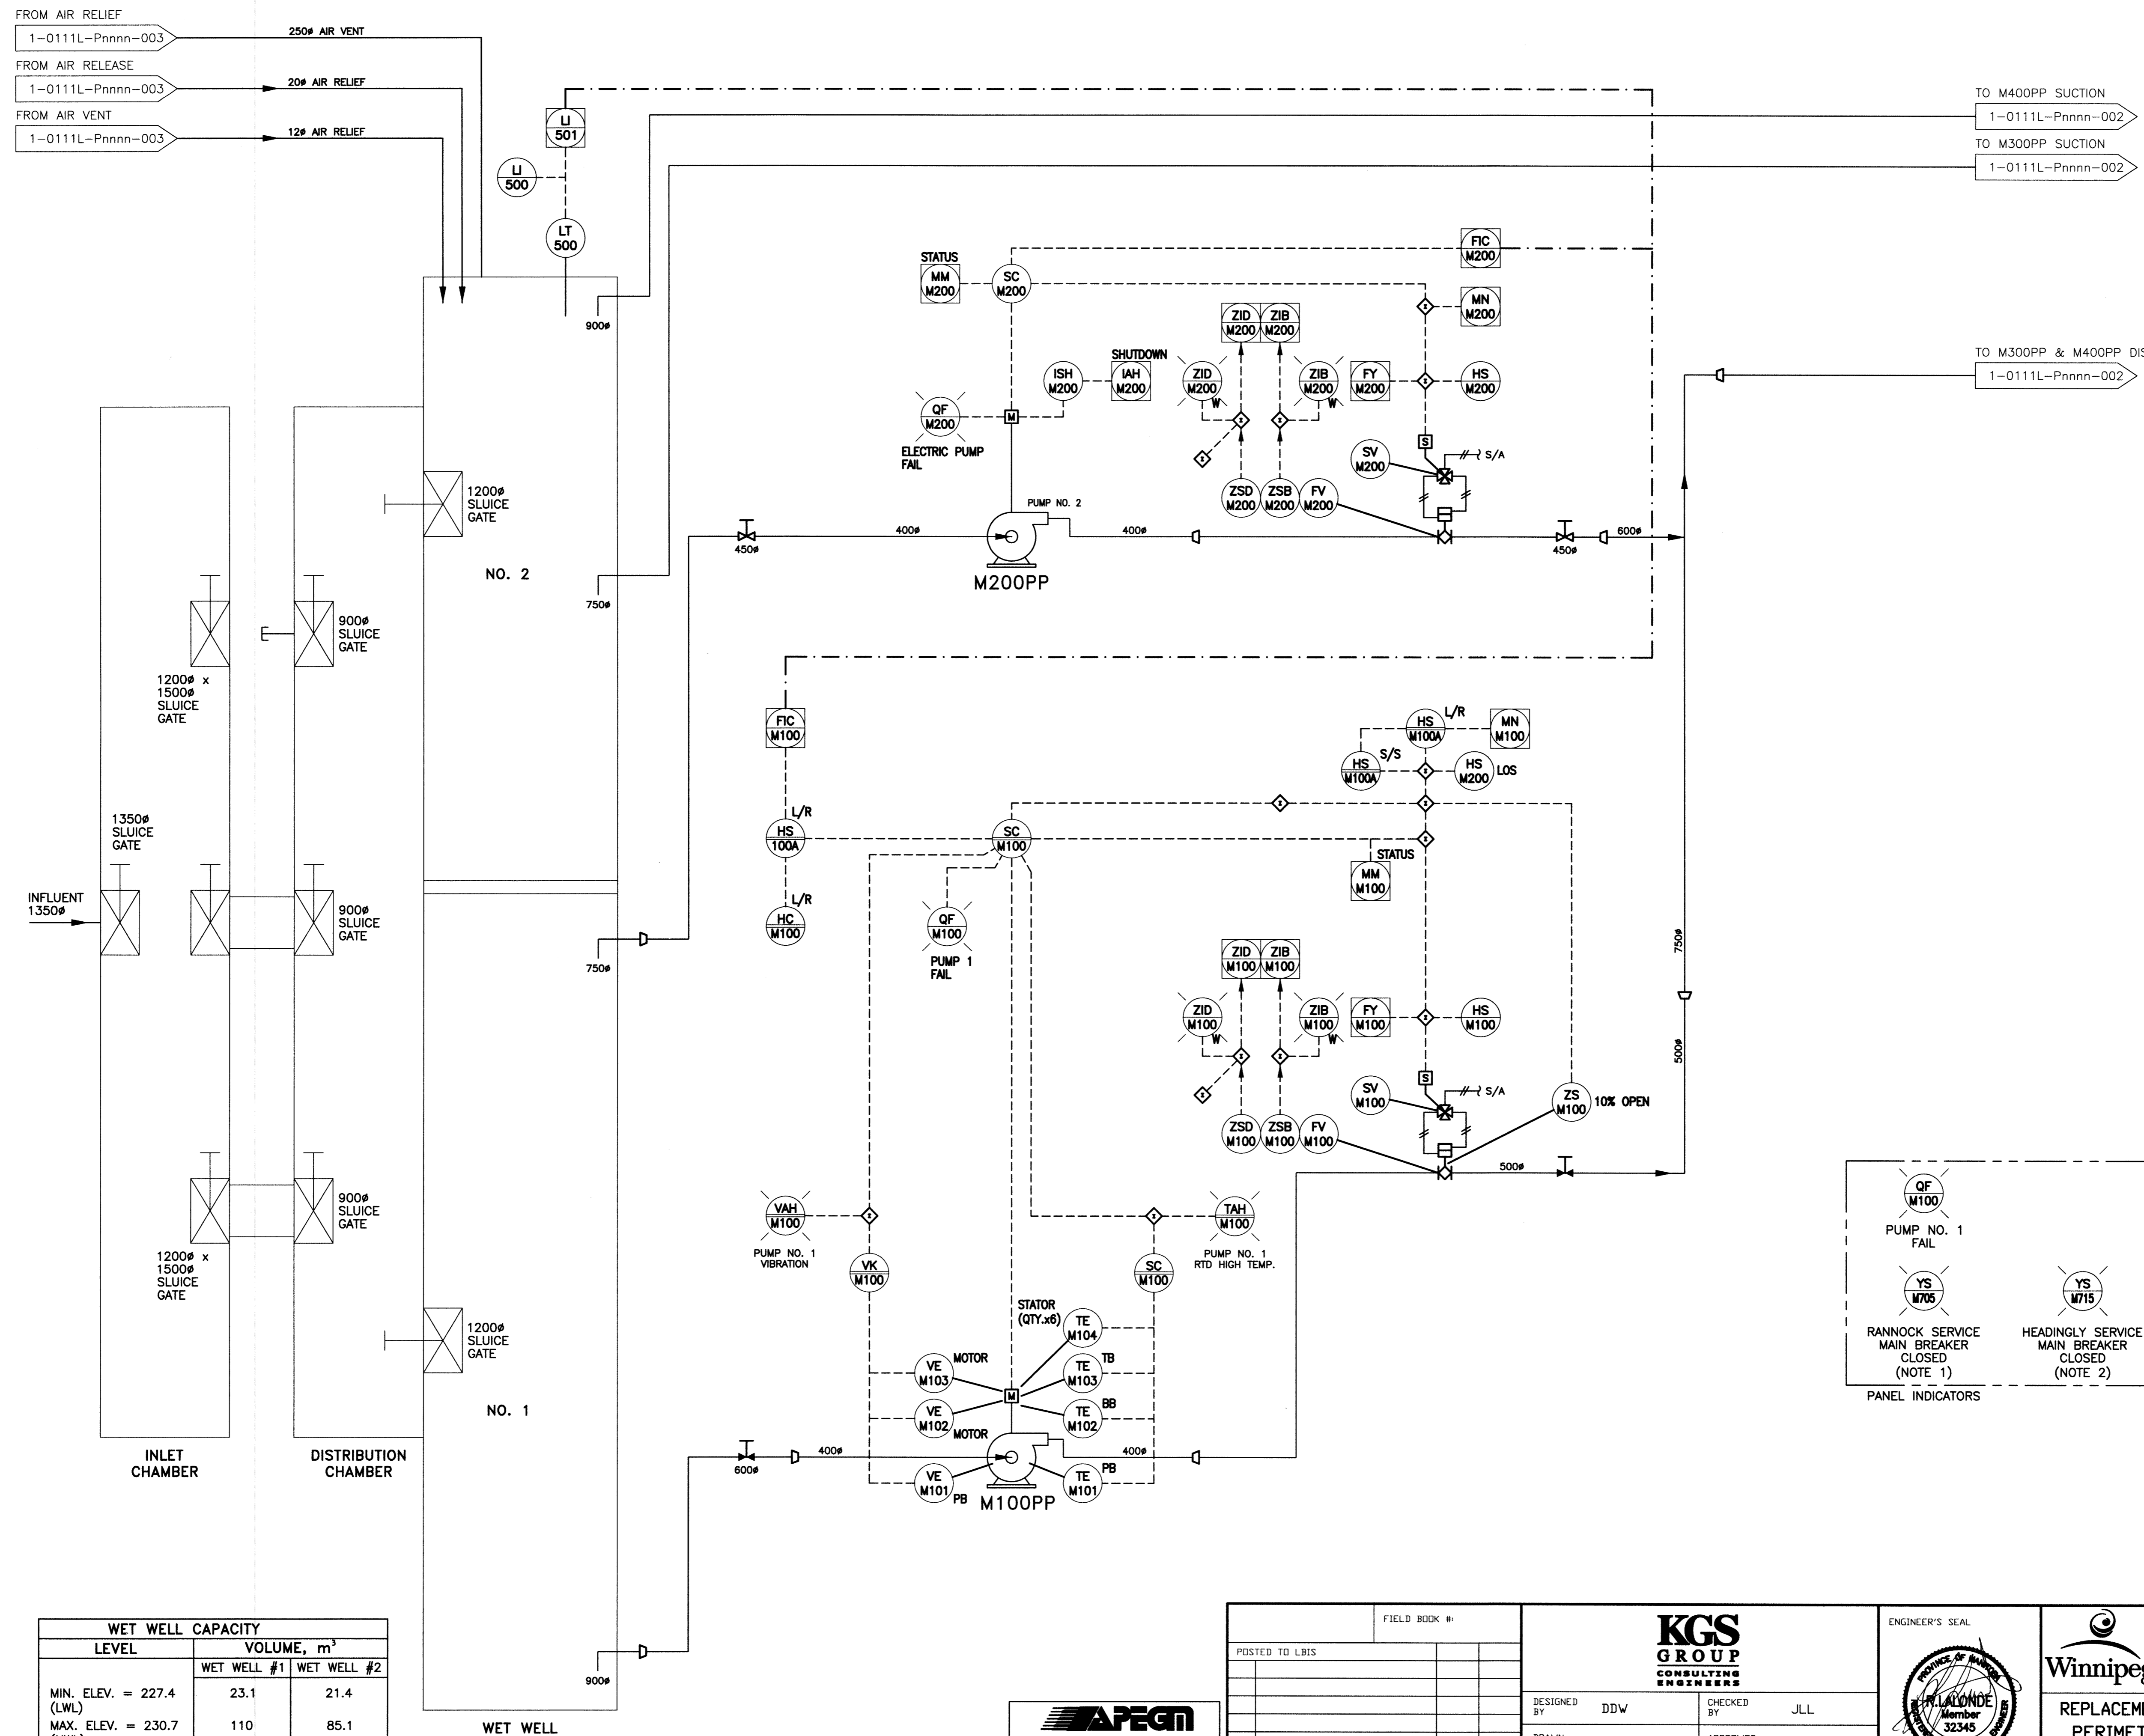 FROM AIR RELIEF
1-0111L-Pnnnn-003
250ø AIR VENT
FROM AIR RELEASE
1-0111L-Pnnnn-003
20ø AIR RELIEF
FROM AIR VENT
1-0111L-Pnnnn-003
12ø AIR RELIEF
LI
501
LI
500
LT
500
TO M400PP SUCTION
1-0111L-Pnnnn-002
TO M300PP SUCTION
1-0111L-Pnnnn-002
TO M300PP & M400PP DIS
1-0111L-Pnnnn-002
900ø
STATUS
MM
M200
SC
M200
FIC
M200
MN
M200
ZID
M200
ZIB
M200
SHUTDOWN
ISH
M200
IAH
M200
ZID
M200
W
ZIB
M200
W
FY
M200
HS
M200
QF
M200
ELECTRIC PUMP
FAIL
M
S
S/A
SV
M200
ZSD
M200
ZSB
M200
FV
M200
PUMP NO. 2
450ø
400ø
400ø
450ø
600ø
M200PP
1200ø
SLUICE
GATE
NO. 2
750ø
900ø
SLUICE
GATE
1200ø x
1500ø
SLUICE
GATE
FIC
M100
HS
M100A
L/R
MN
M100
HS
M100A
S/S
HS
M200
LOS
1350ø
SLUICE
GATE
L/R
HS
100A
SC
M100
STATUS
MM
M100
INFLUENT
1350ø
900ø
SLUICE
GATE
L/R
HC
M100
QF
M100
PUMP 1
FAIL
750ø
ZID
M100
ZIB
M100
750ø
ZID
M100
W
ZIB
M100
W
FY
M100
HS
M100
500ø
S
S/A
SV
M100
ZS
M100
10% OPEN
ZSD
M100
ZSB
M100
FV
M100
500ø
900ø
SLUICE
GATE
1200ø x
1500ø
SLUICE
GATE
VAH
M100
PUMP NO. 1
VIBRATION
TAH
M100
PUMP NO. 1
RTD HIGH TEMP.
VK
M100
SC
M100
QF
M100
PUMP NO. 1
FAIL
YS
M705
RANNOCK SERVICE
MAIN BREAKER
CLOSED
(NOTE 1)
YS
M715
HEADINGLY SERVICE
MAIN BREAKER
CLOSED
(NOTE 2)
PANEL INDICATORS
1200ø
SLUICE
GATE
STATOR
(QTY.x6)
TE
M104
VE
M103
MOTOR
TE
M103
TB
M
VE
M102
MOTOR
TE
M102
BB
NO. 1
600ø
400ø
400ø
VE
M101
PB
TE
M101
PB
M100PP
INLET
CHAMBER
DISTRIBUTION
CHAMBER
900ø
WET WELL
WET WELL CAPACITY
LEVEL
VOLUME, m³
WET WELL #1
WET WELL #2
MIN. ELEV. = 227.4
(LWL)
23.1
21.4
MAX. ELEV. = 230.7
110
85.1
APEGM
FIELD BOOK #:
POSTED TO LBIS
KGS
GROUP
CONSULTING
ENGINEERS
DESIGNED
BY
DDW
CHECKED
BY
JLL
ENGINEER'S SEAL
PROVINCE OF MANITOBA
R. LALONDE
Member
32345
ENGINEER
Winnipeg
REPLACEM
PERIMET